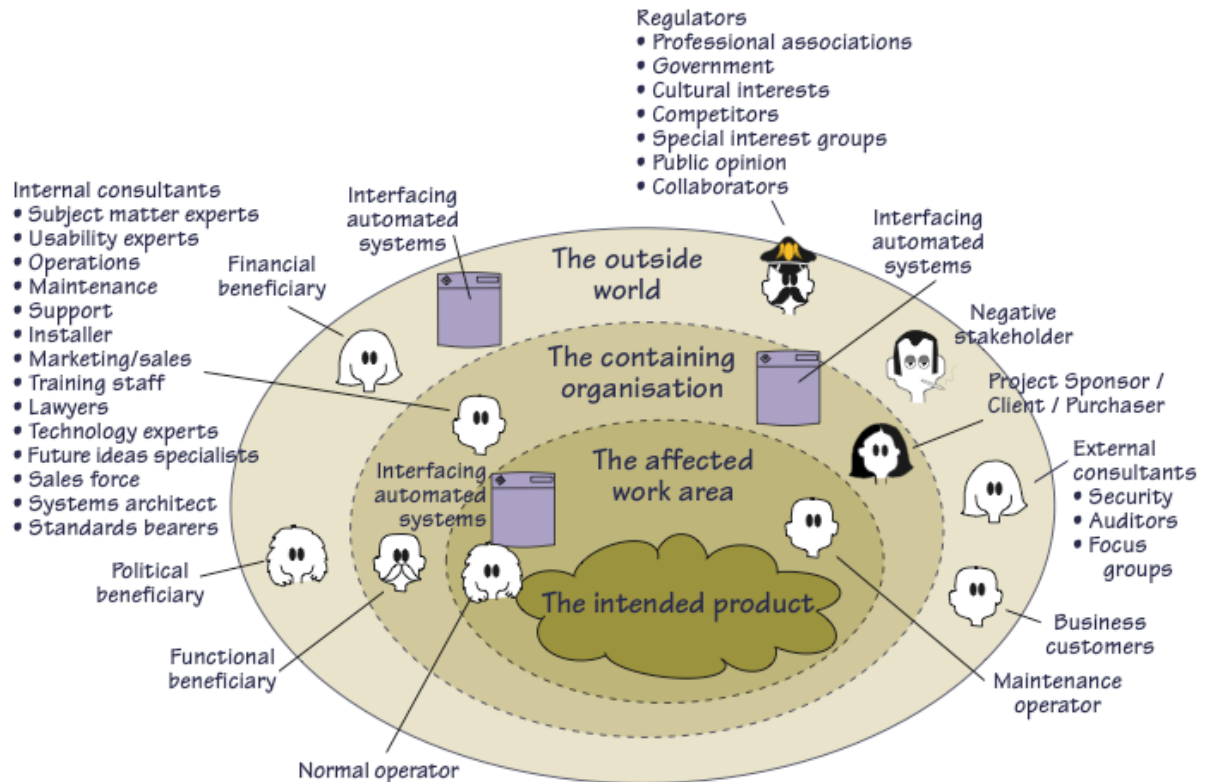 Regulators
• Professional associations
• Government
• Cultural interests
• Competitors
• Special interest groups
• Public opinion
• Collaborators
Internal consultants
• Subject matter experts
• Usability experts
• Operations
• Maintenance
• Support
• Installer
• Marketing/sales
• Training staff
• Lawyers
• Technology experts
• Future ideas specialists
• Sales force
• Systems architect
• Standards bearers
Interfacing
automated
systems
Financial
beneficiary
The outside
world
Interfacing
automated
systems
Negative
stakeholder
The containing
organisation
Project Sponsor /
Client / Purchaser
The affected
work area
Interfacing
automated
systems
External
consultants
• Security
• Auditors
• Focus
groups
Political
beneficiary
The intended product
Business
customers
Functional
beneficiary
Maintenance
operator
Normal operator